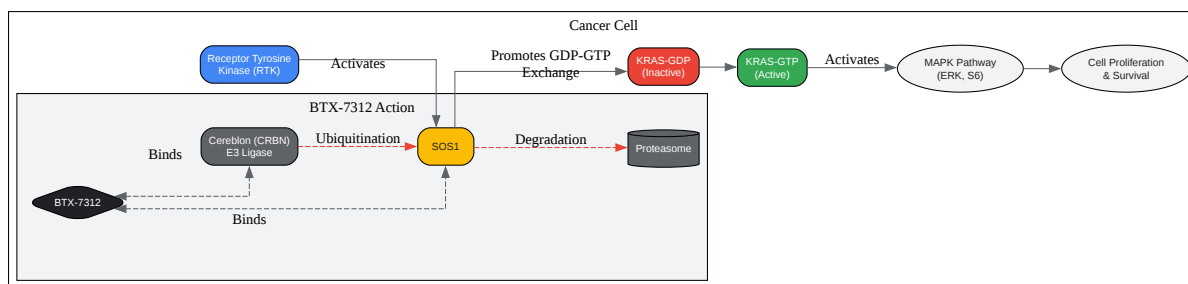 Cancer Cell
Receptor Tyrosine
Kinase (RTK)
Activates
Promotes GDP-GTP
Exchange
KRAS-GDP
(Inactive)
KRAS-GTP
(Active)
Activates
MAPK Pathway
(ERK, S6)
Cell Proliferation
& Survival
BTX-7312 Action
Cereblon (CRBN)
E3 Ligase
Ubiquitination
SOS1
Degradation
Proteasome
Binds
BTX-7312
Binds